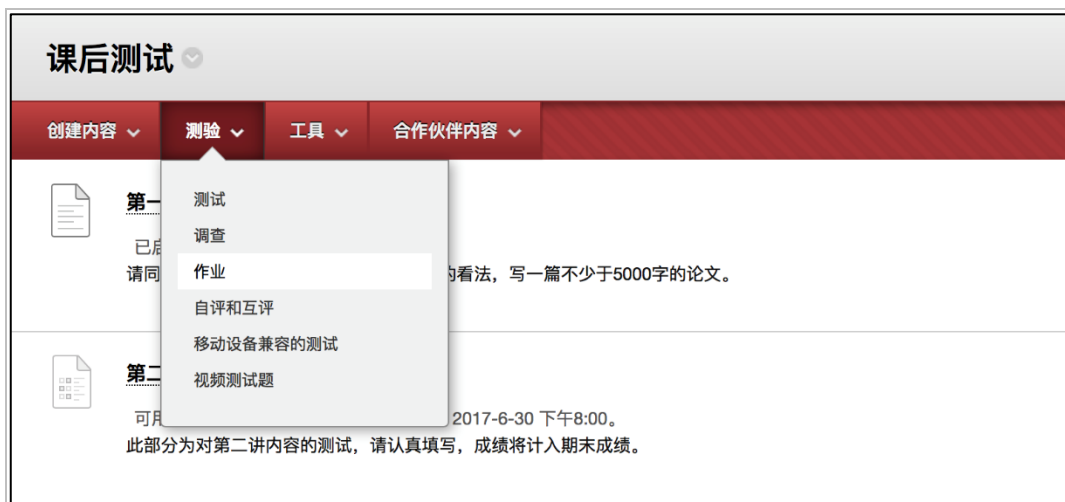 课后测试
创建内容 测验 工具 合作伙伴内容
测试
调查
作业
自评和互评
移动设备兼容的测试
视频测试题
第一
已启
请同 的看法，写一篇不少于5000字的论文。
第二
可用 2017-6-30 下午8:00。
此部分为对第二讲内容的测试，请认真填写，成绩将计入期末成绩。